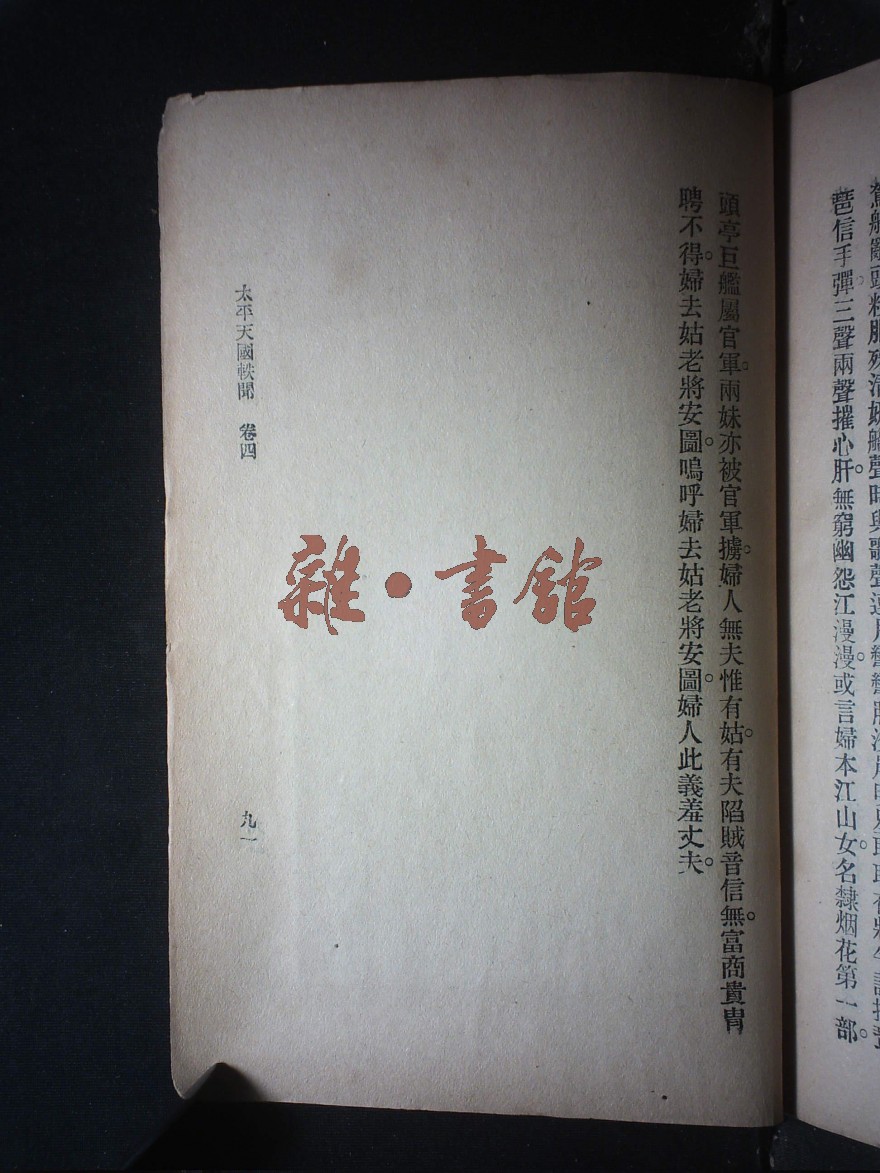 琶信手彈三聲兩聲摧心肝。無窮幽怨江漫漫。或言婦本江山女。名隸烟花第一部。
頭亭巨艦屬官軍。兩妹亦被官軍擄。婦人無夫惟有姑。有夫陷賊音信無。富商貴胄
聘不得。婦去姑老將安圖。嗚呼婦去姑老將安圖。婦人此義羞丈夫。
太平天國軼聞 卷四
九一
雜·書館